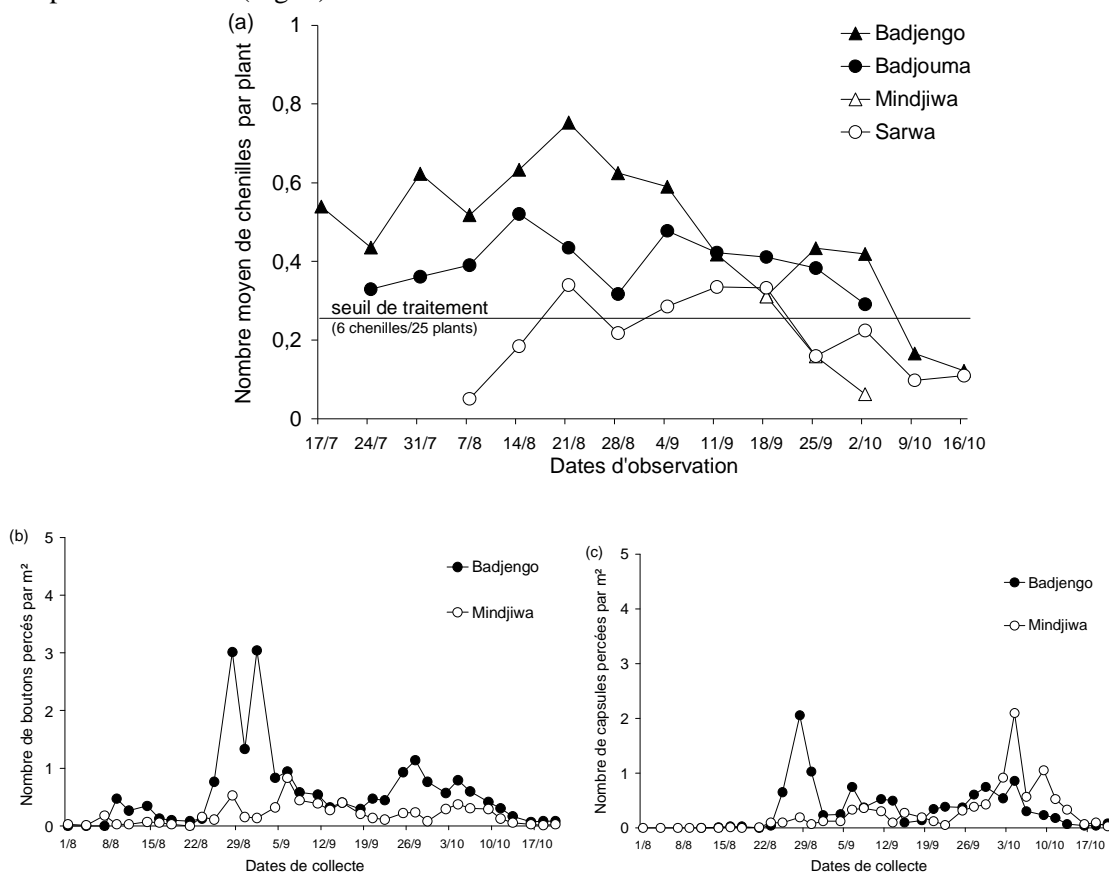 (a)
Nombre moyen de chenilles par plant
1
0,8
0,6
0,4
0,2
0
Badjengo
Badjouma
Mindjiwa
Sarwa
seuil de traitement
(6 chenilles/25 plants)
17/7 24/7 31/7 7/8 14/8 21/8 28/8 4/9 11/9 18/9 25/9 2/10 9/10 16/10
Dates d'observation
(b)
Nombre de boutons percés par m²
5
4
3
2
1
0
Badjengo
Mindjiwa
1/8 8/8 15/8 22/8 29/8 5/9 12/9 19/9 26/9 3/10 10/10 17/10
Dates de collecte
(c)
Nombre de capsules percées par m²
5
4
3
2
1
0
Badjengo
Mindjiwa
1/8 8/8 15/8 22/8 29/8 5/9 12/9 19/9 26/9 3/10 10/10 17/10
Dates de collecte